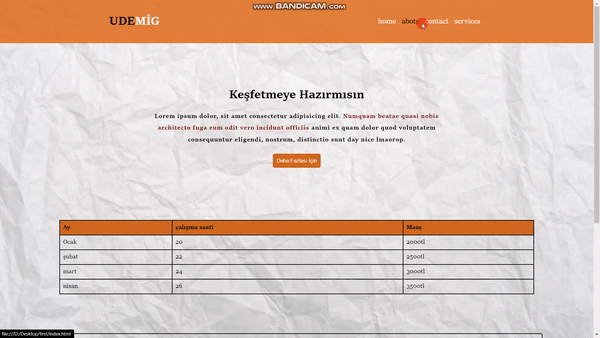 www.BANDICAM.com
UDEMİG
home abote contact services
Keşfetmeye Hazırmısın
Lorem ipsum dolor, sit amet consectetur adipisicing elit. Numquam beatae quasi nobis
architecto fuga eum odit vero incidunt officiis animi ex quam dolor quod voluptatem
consequuntur eligendi, nostrum, distinctio sunt day nice lmaorop.
Daha Fazlası İçin
Ay çalışma saati Maaş
Ocak 20 2000tl
şubat 22 2500tl
mart 24 3000tl
nisan 26 3500tl
file:///D:/Desktop/first/index.html